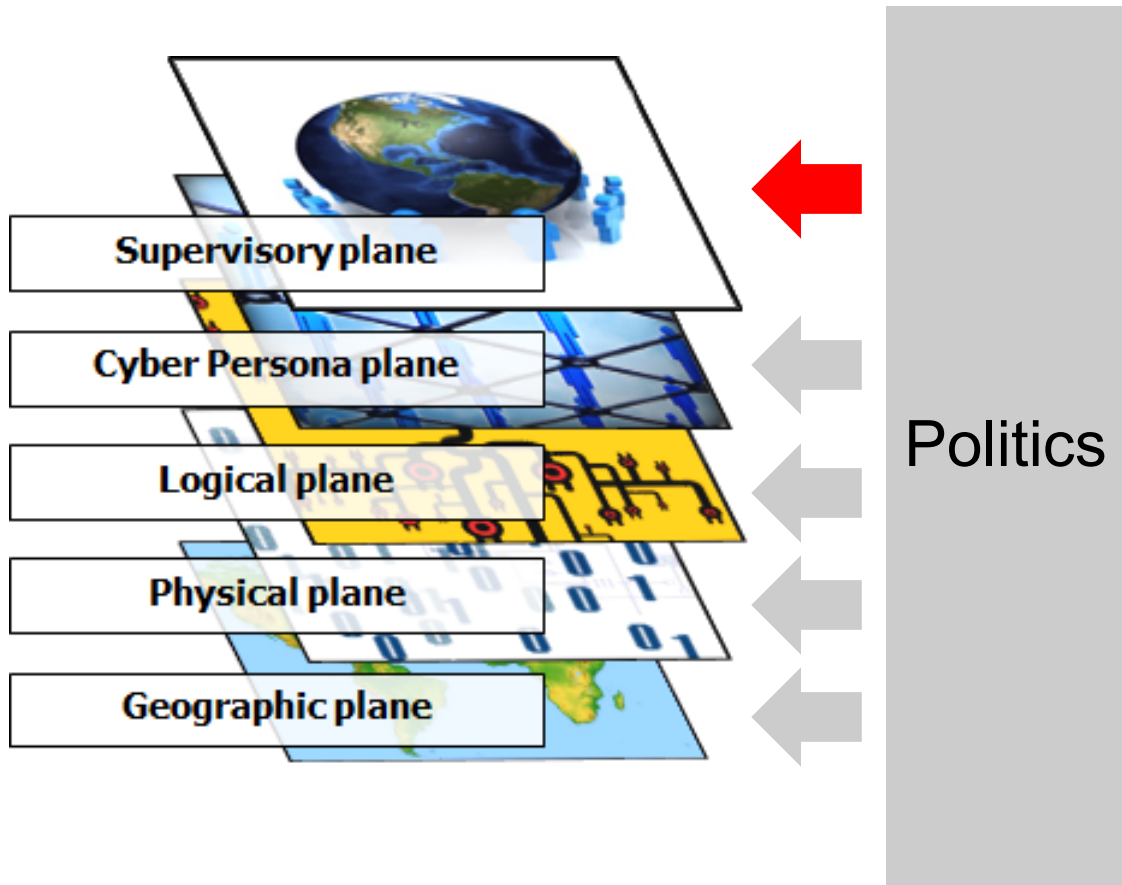 Supervisory plane
Cyber Persona plane
Logical plane
Physical plane
Geographic plane
Politics